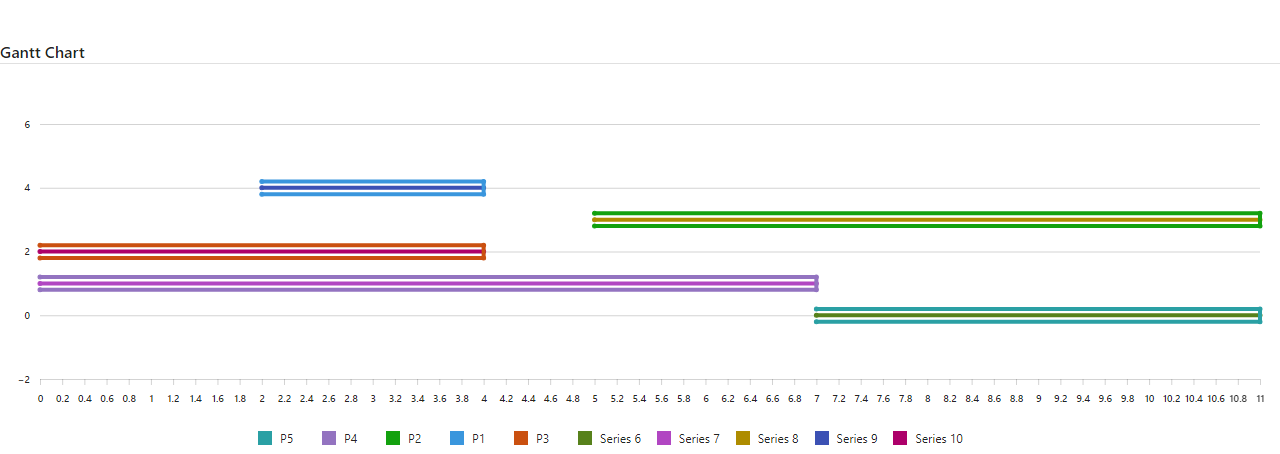 Gantt Chart
6
4
2
0
−2
0 0.2 0.4 0.6 0.8 1 1.2 1.4 1.6 1.8 2 2.2 2.4 2.6 2.8 3 3.2 3.4 3.6 3.8 4 4.2 4.4 4.6 4.8 5 5.2 5.4 5.6 5.8 6 6.2 6.4 6.6 6.8 7 7.2 7.4 7.6 7.8 8 8.2 8.4 8.6 8.8 9 9.2 9.4 9.6 9.8 10 10.2 10.4 10.6 10.8 11
P5 P4 P2 P1 P3 Series 6 Series 7 Series 8 Series 9 Series 10